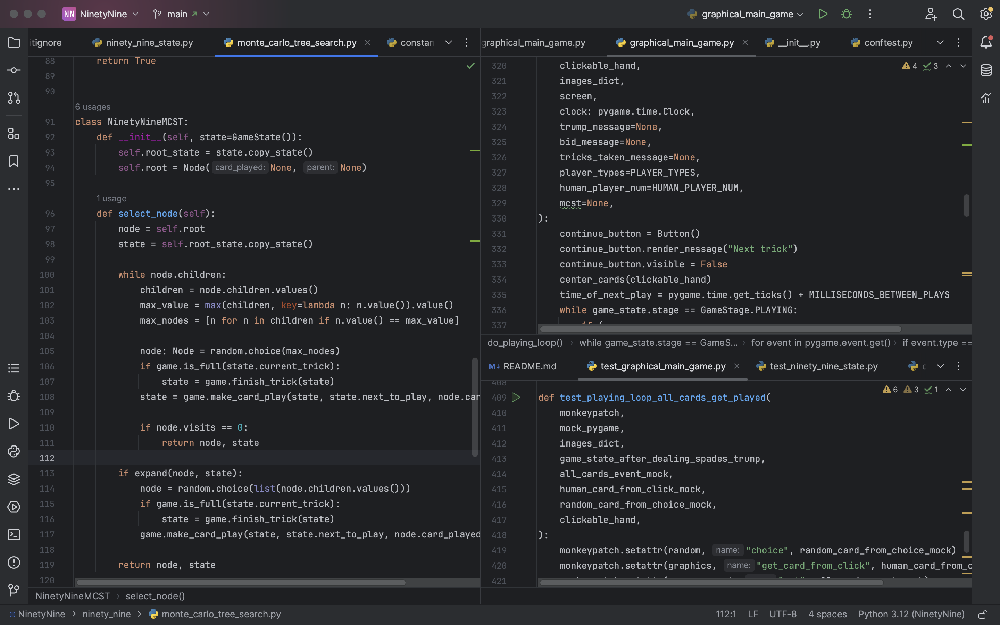 NN NinetyNine main graphical_main_game
itignore ninety_nine_state.py monte_carlo_tree_search.py constan
88 return True
89
90
6 usages
91 class NinetyNineMCST:
92 def __init__(self, state=GameState()):
93 self.root_state = state.copy_state()
94 self.root = Node( card_played: None, parent: None)
95
1 usage
96 def select_node(self):
97 node = self.root
98 state = self.root_state.copy_state()
99
100 while node.children:
101 children = node.children.values()
102 max_value = max(children, key=lambda n: n.value()).value()
103 max_nodes = [n for n in children if n.value() == max_value]
104
105 node: Node = random.choice(max_nodes)
106 if game.is_full(state.current_trick):
107 state = game.finish_trick(state)
108 state = game.make_card_play(state, state.next_to_play, node.car
109
110 if node.visits == 0:
111 return node, state
112
113 if expand(node, state):
114 node = random.choice(list(node.children.values()))
115 if game.is_full(state.current_trick):
116 state = game.finish_trick(state)
117 game.make_card_play(state, state.next_to_play, node.card_played
118
119 return node, state
120
NinetyNineMCST › select_node()
graphical_main_game.py graphical_main_game.py __init__.py conftest.py
4 3
320 clickable_hand,
321 images_dict,
322 screen,
323 clock: pygame.time.Clock,
324 trump_message=None,
325 bid_message=None,
326 tricks_taken_message=None,
327 player_types=PLAYER_TYPES,
328 human_player_num=HUMAN_PLAYER_NUM,
329 mcst=None,
330 ):
331 continue_button = Button()
332 continue_button.render_message("Next trick")
333 continue_button.visible = False
334 center_cards(clickable_hand)
335 time_of_next_play = pygame.time.get_ticks() + MILLISECONDS_BETWEEN_PLAYS
336 while game_state.stage == GameStage.PLAYING:
337 if (
do_playing_loop() › while game_state.stage == GameS... › for event in pygame.event.get() › if event.type ==
M↓ README.md test_graphical_main_game.py test_ninety_nine_state.py c
6 3 1
408
409 def test_playing_loop_all_cards_get_played(
410 monkeypatch,
411 mock_pygame,
412 images_dict,
413 game_state_after_dealing_spades_trump,
414 all_cards_event_mock,
415 human_card_from_click_mock,
416 random_card_from_choice_mock,
417 clickable_hand,
418 ):
419 monkeypatch.setattr(random, name: "choice", random_card_from_choice_mock)
420 monkeypatch.setattr(graphics, name: "get_card_from_click", human_card_from_c
421
NinetyNine > ninety_nine > monte_carlo_tree_search.py 112:1 LF UTF-8 4 spaces Python 3.12 (NinetyNine)